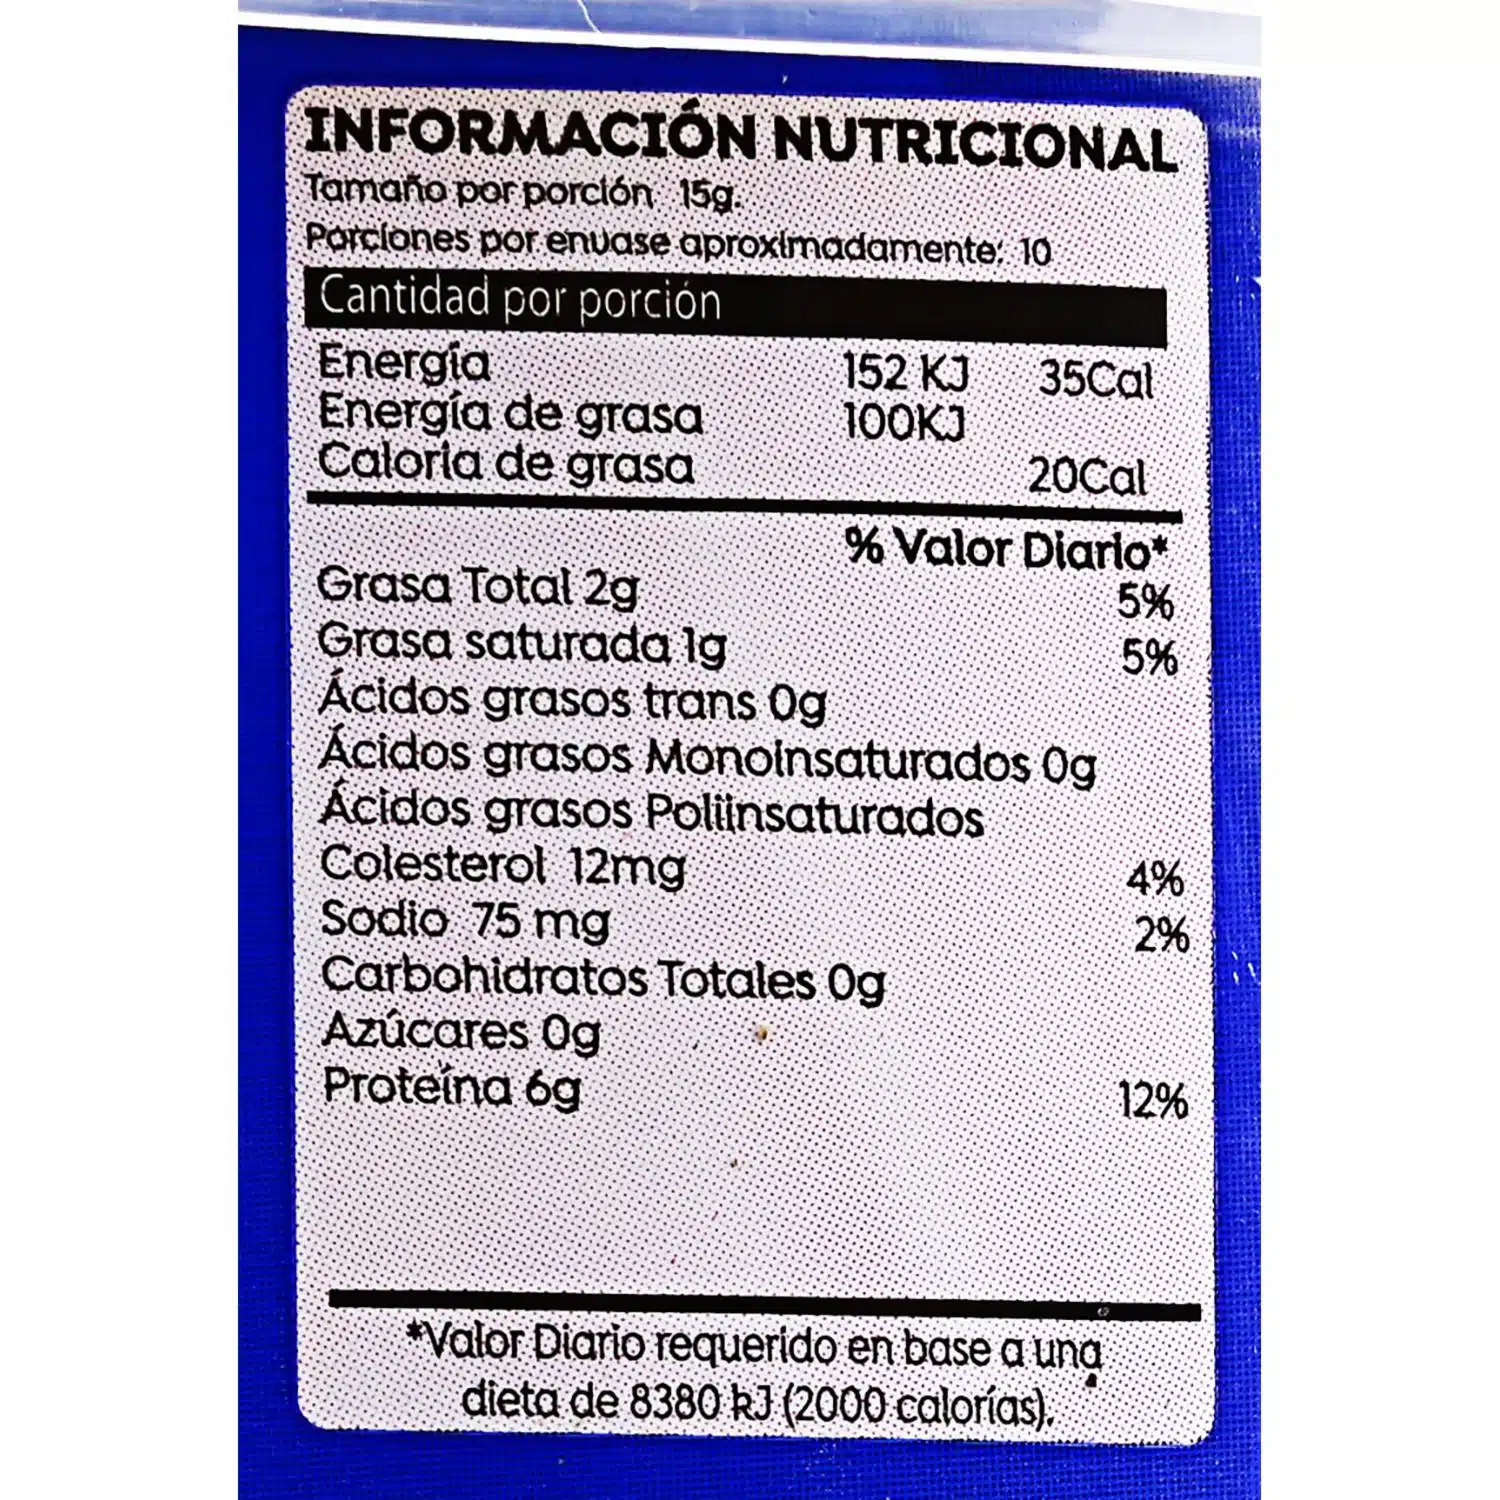 INFORMACIÓN NUTRICIONAL
Tamaño por porción 15g.
Porciones por envase aproximadamente: 10
Cantidad por porción
Energía 152 KJ 35Cal
Energía de grasa 100KJ
Caloría de grasa 20Cal
% Valor Diario*
Grasa Total 2g 5%
Grasa saturada 1g 5%
Ácidos grasos trans 0g
Ácidos grasos Monoinsaturados 0g
Ácidos grasos Poliinsaturados
Colesterol 12mg 4%
Sodio 75 mg 2%
Carbohidratos Totales 0g
Azúcares 0g
Proteína 6g 12%
*Valor Diario requerido en base a una
dieta de 8380 kJ (2000 calorías).